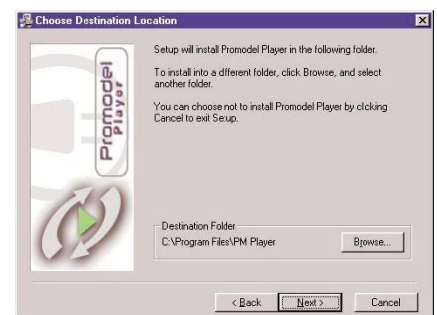 Choose Destination Location
Promodel
Player
Setup will install Promodel Player in the following folder.
To install into a dfferent folder, click Browse, and select
another folder.
You can choose not to install Promodel Player by clcking
Cancel to exit Se:up.
Destination Folder
C:\Program Files\PM Player
Browse...
< Back
Next >
Cancel